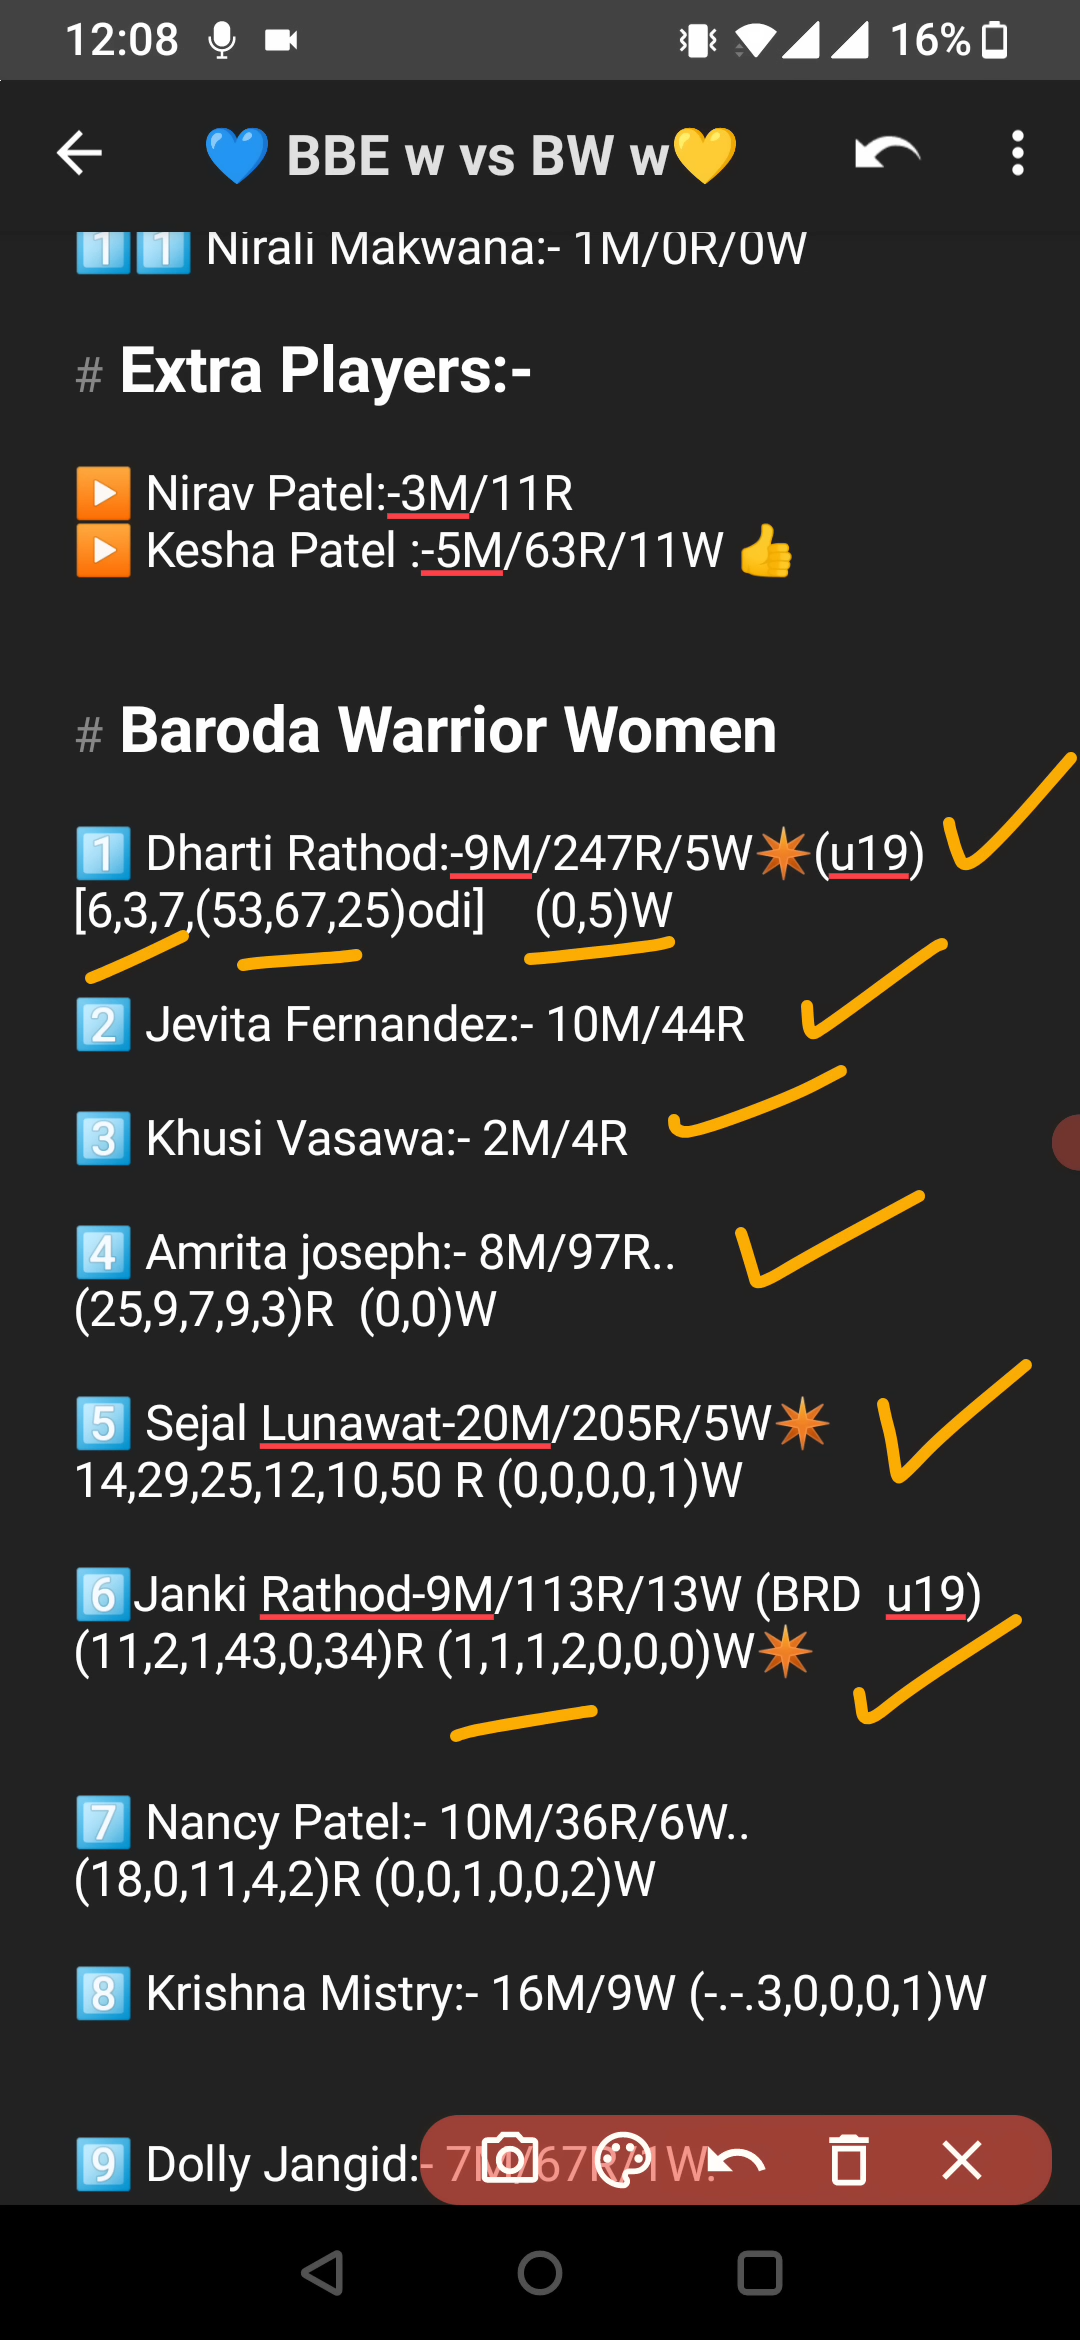 12:08 16%
💙 BBE w vs BW w💛
1️⃣1️⃣ Nirali Makwana:- 1M/0R/0W
# Extra Players:-
▶️ Nirav Patel:-3M/11R
▶️ Kesha Patel :-5M/63R/11W 👍
# Baroda Warrior Women
1️⃣ Dharti Rathod:-9M/247R/5W✴(u19)
[6,3,7,(53,67,25)odi] (0,5)W
2️⃣ Jevita Fernandez:- 10M/44R
3️⃣ Khusi Vasawa:- 2M/4R
4️⃣ Amrita joseph:- 8M/97R..
(25,9,7,9,3)R (0,0)W
5️⃣ Sejal Lunawat-20M/205R/5W✴
14,29,25,12,10,50 R (0,0,0,0,1)W
6️⃣Janki Rathod-9M/113R/13W (BRD u19)
(11,2,1,43,0,34)R (1,1,1,2,0,0,0)W✴
7️⃣ Nancy Patel:- 10M/36R/6W..
(18,0,11,4,2)R (0,0,1,0,0,2)W
8️⃣ Krishna Mistry:- 16M/9W (-.-.3,0,0,0,1)W
9️⃣ Dolly Jangid:- 7M/67R/1W.